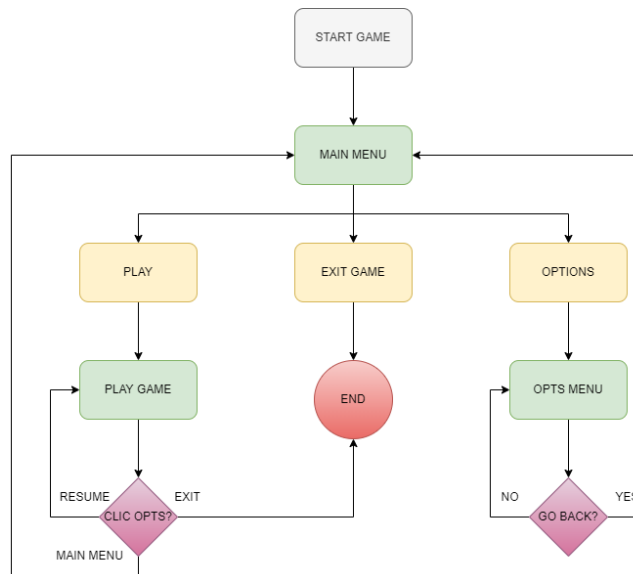 START GAME
MAIN MENU
PLAY
EXIT GAME
OPTIONS
PLAY GAME
END
OPTS MENU
RESUME
EXIT
NO
YES
CLIC OPTS?
GO BACK?
MAIN MENU